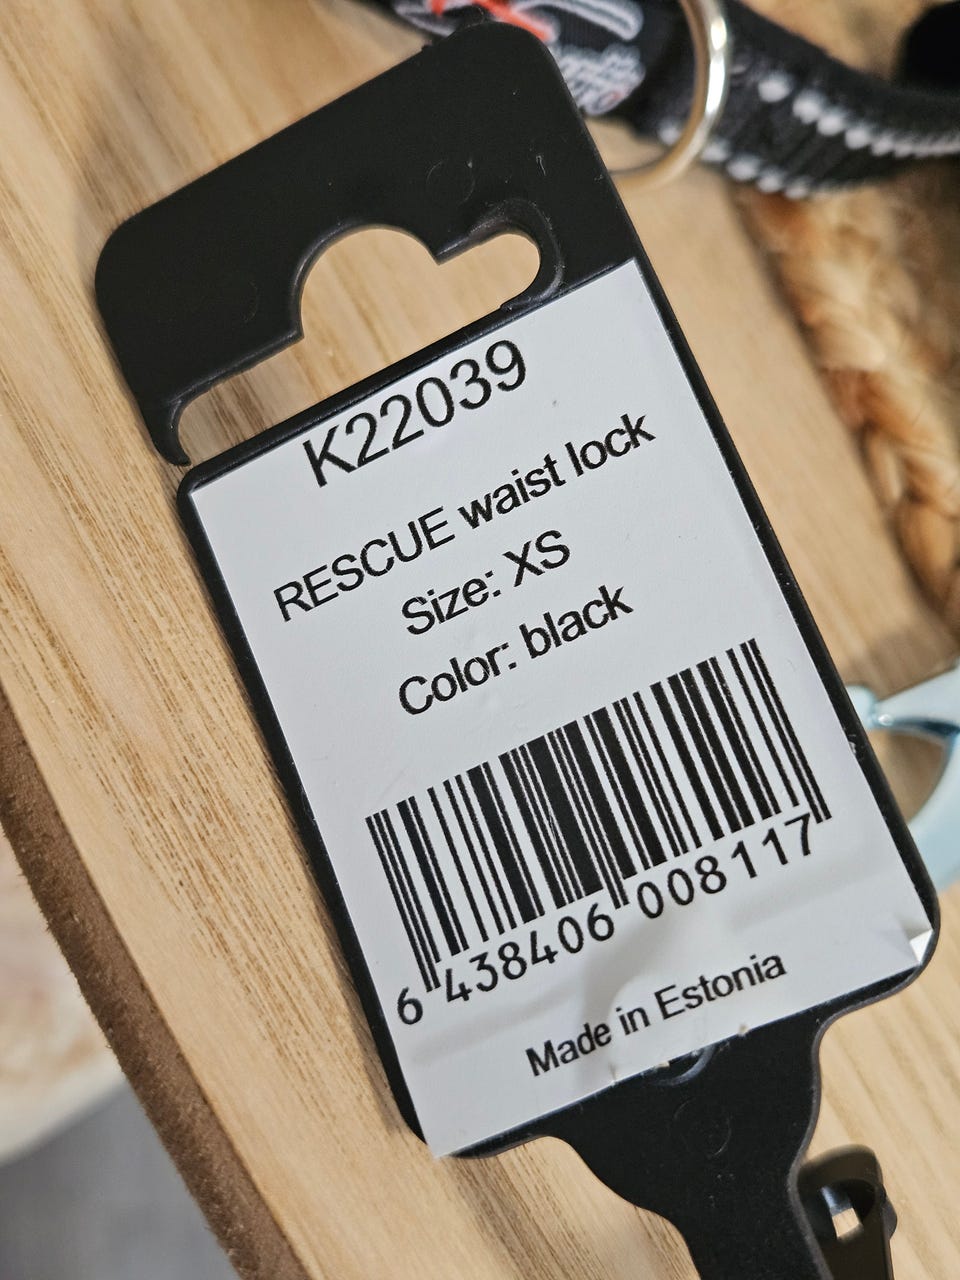 K22039
RESCUE waist lock
Size: XS
Color: black
6 438406 008117
Made in Estonia